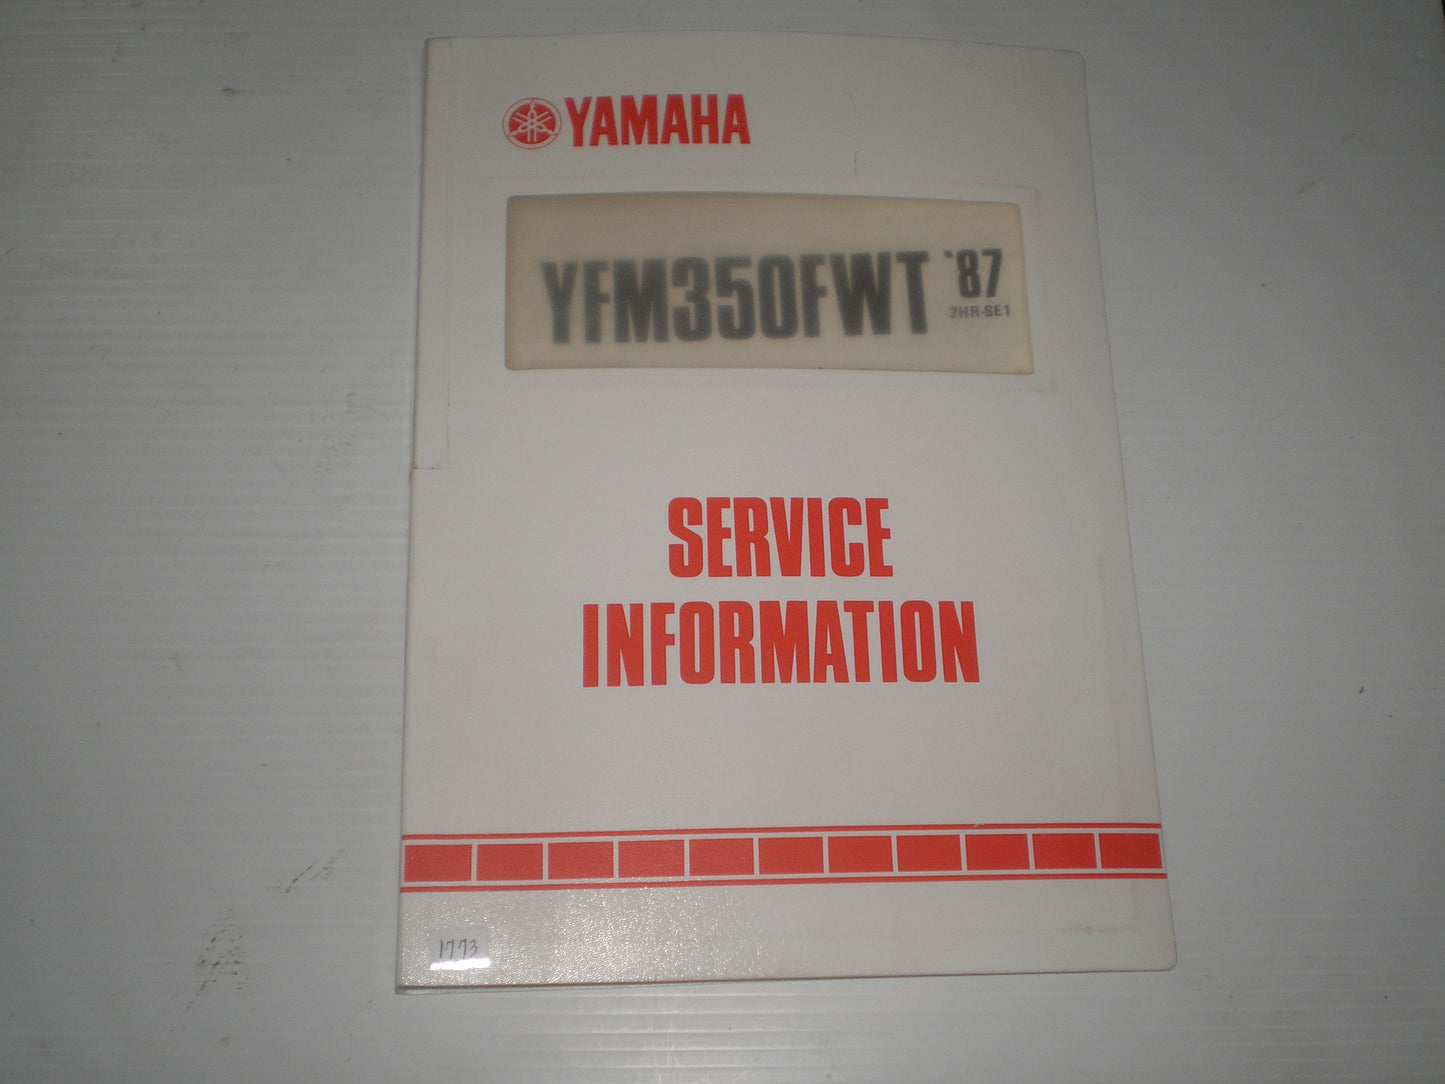 YAMAHA
YFM350FWT '87
2HR-SE1
SERVICE
INFORMATION
1773